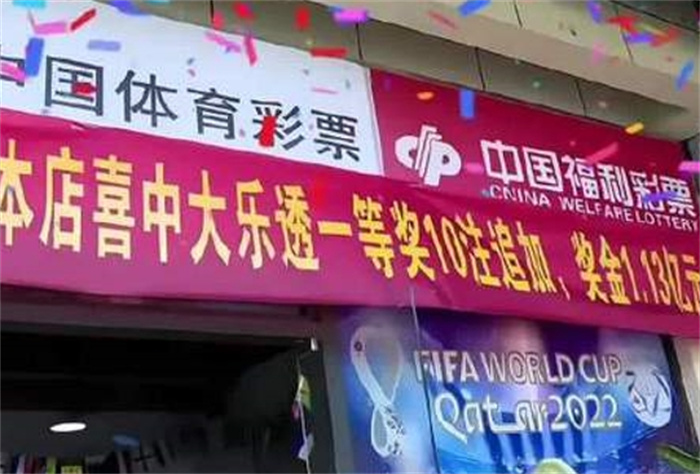 中国体育彩票
中国福利彩票
CHINA WELFARE LOTTERY
本店喜中大乐透一等奖10注追加，奖金1.13亿元
FIFA WORLD CUP
Qatar2022